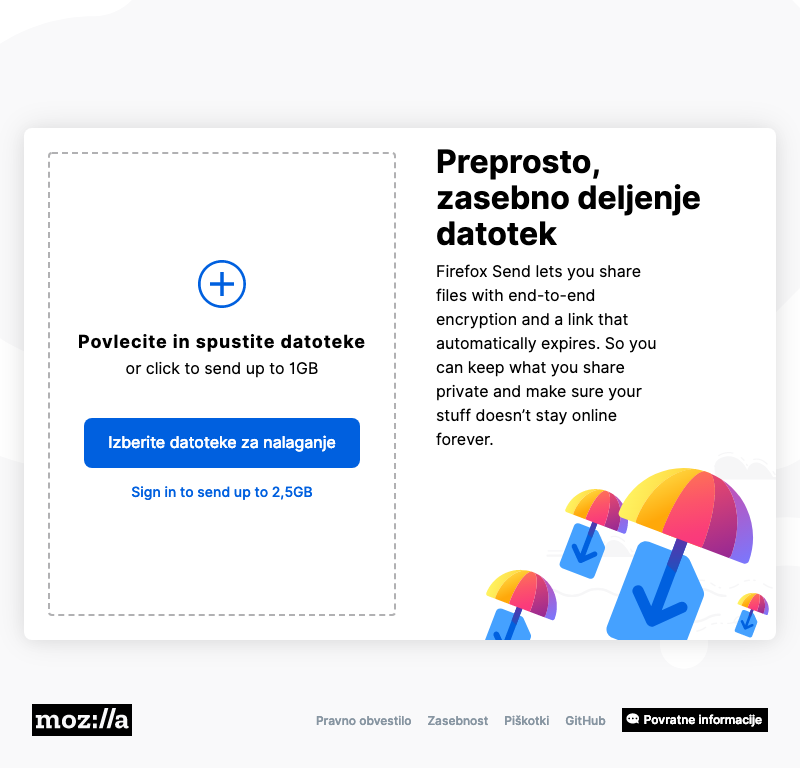 Povlecite in spustite datoteke
or click to send up to 1GB
Izberite datoteke za nalaganje
Sign in to send up to 2,5GB
Preprosto,
zasebno deljenje
datotek
Firefox Send lets you share
files with end-to-end
encryption and a link that
automatically expires. So you
can keep what you share
private and make sure your
stuff doesn’t stay online
forever.
moz://a
Pravno obvestilo Zasebnost Piškotki GitHub Povratne informacije